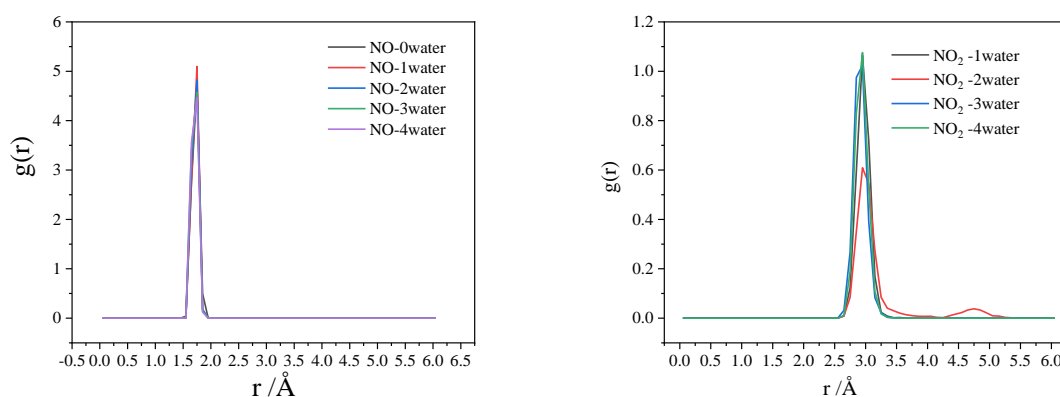 6
5
4
3
2
1
0
g(r)
NO-0water
NO-1water
NO-2water
NO-3water
NO-4water
-0.5 0.0 0.5 1.0 1.5 2.0 2.5 3.0 3.5 4.0 4.5 5.0 5.5 6.0 6.5
r /Å
1.2
1.0
0.8
0.6
0.4
0.2
0.0
g(r)
NO₂ -1water
NO₂ -2water
NO₂ -3water
NO₂ -4water
0.0 0.5 1.0 1.5 2.0 2.5 3.0 3.5 4.0 4.5 5.0 5.5 6.0
r /Å